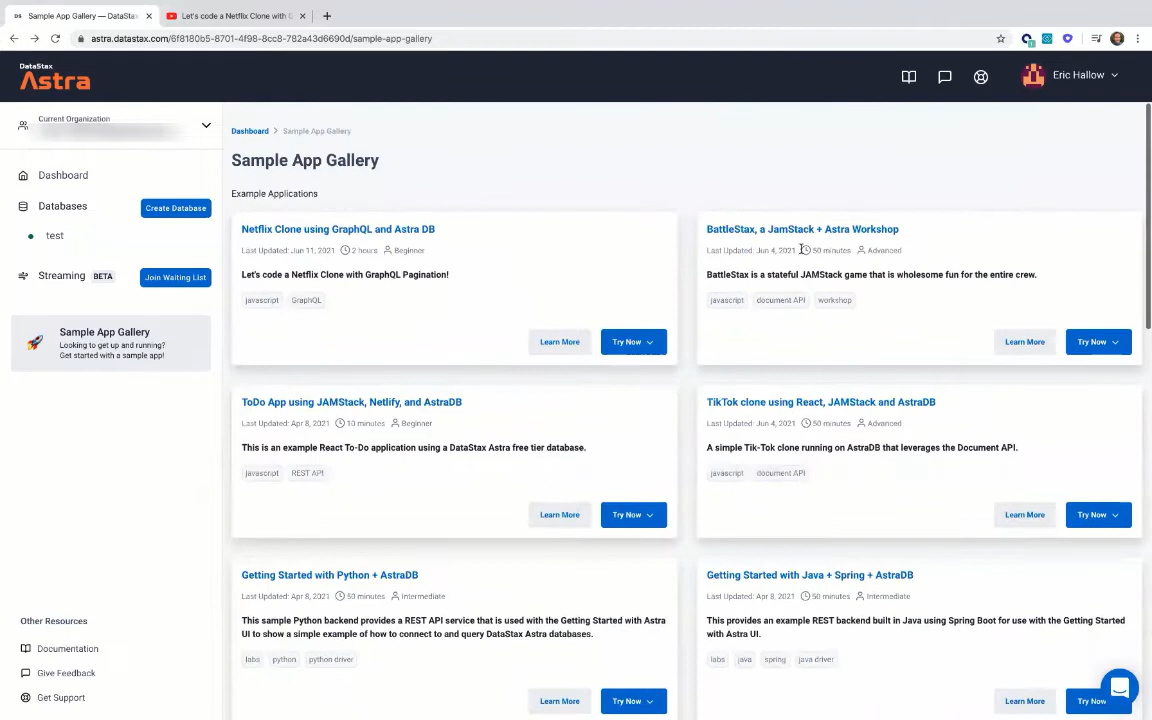 DS Sample App Gallery — DataSta
Let's code a Netflix Clone with G
astra.datastax.com/6f8180b5-8701-4f98-8cc8-782a43d6690d/sample-app-gallery
DataStax
Astra
Eric Hallow
Current Organization
Dashboard
Databases
Create Database
test
Streaming
BETA
Join Waiting List
Sample App Gallery
Looking to get up and running?
Get started with a sample app!
Other Resources
Documentation
Give Feedback
Get Support
Dashboard > Sample App Gallery
Sample App Gallery
Example Applications
Netflix Clone using GraphQL and Astra DB
Last Updated: Jun 11, 2021 2 hours Beginner
Let's code a Netflix Clone with GraphQL Pagination!
javascript GraphQL
Learn More Try Now
BattleStax, a JamStack + Astra Workshop
Last Updated: Jun 4, 2021 50 minutes Advanced
BattleStax is a stateful JAMStack game that is wholesome fun for the entire crew.
javascript document API workshop
Learn More Try Now
ToDo App using JAMStack, Netlify, and AstraDB
Last Updated: Apr 8, 2021 10 minutes Beginner
This is an example React To-Do application using a DataStax Astra free tier database.
javascript REST API
Learn More Try Now
TikTok clone using React, JAMStack and AstraDB
Last Updated: Jun 4, 2021 50 minutes Advanced
A simple Tik-Tok clone running on AstraDB that leverages the Document API.
javascript document API
Learn More Try Now
Getting Started with Python + AstraDB
Last Updated: Apr 8, 2021 50 minutes Intermediate
This sample Python backend provides a REST API service that is used with the Getting Started with Astra
UI to show a simple example of how to connect to and query DataStax Astra databases.
labs python python driver
Learn More Try Now
Getting Started with Java + Spring + AstraDB
Last Updated: Apr 8, 2021 50 minutes Intermediate
This provides an example REST backend built in Java using Spring Boot for use with the Getting Started
with Astra UI.
labs java spring java driver
Learn More Try Now